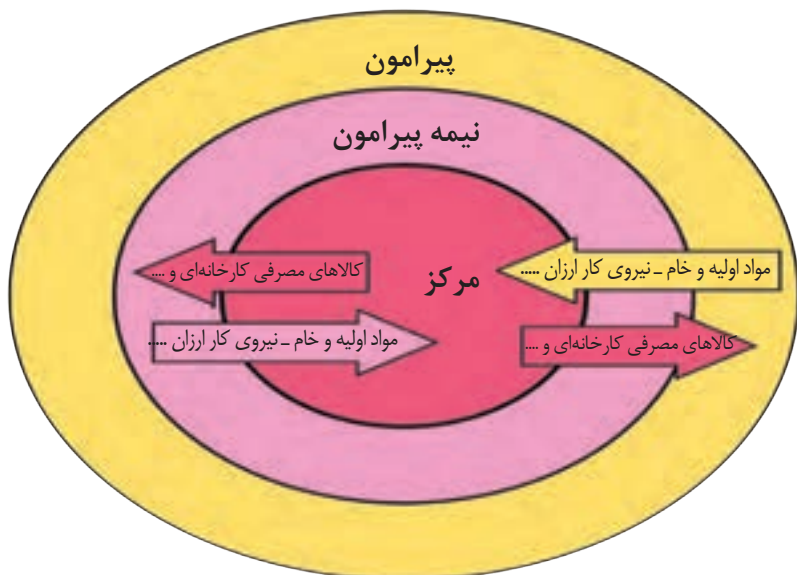 پیرامون
نیمه پیرامون
مواد اولیه و خام ـ نیروی کار ارزان .....
کالاهای مصرفی کارخانه‌ای و ....
مرکز
کالاهای مصرفی کارخانه‌ای و ....
مواد اولیه و خام ـ نیروی کار ارزان .....